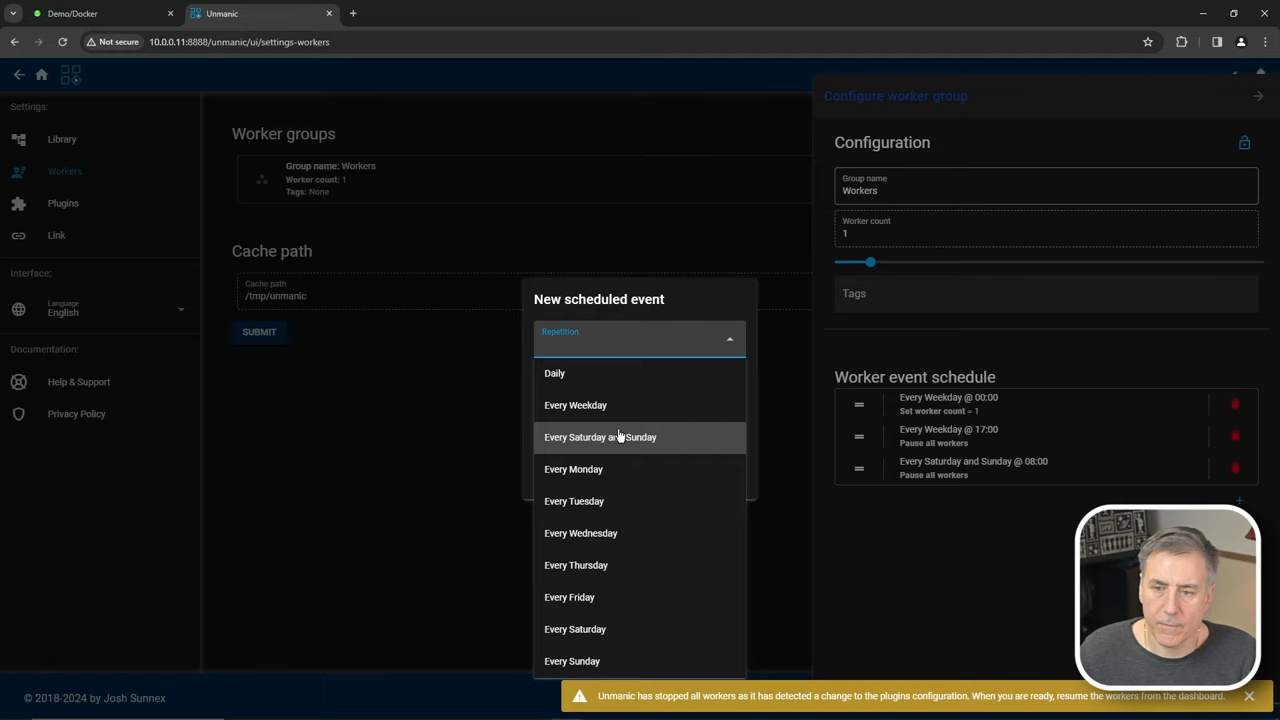 Demo/Docker
Unmanic
Not secure
10.0.0.11:8888/unmanic/ui/settings-workers
Settings:
Library
Workers
Plugins
Link
Interface:
Language
English
Documentation:
Help & Support
Privacy Policy
© 2018-2024 by Josh Sunnex
Worker groups
Group name: Workers
Worker count: 1
Tags: None
Cache path
Cache path
/tmp/unmanic
SUBMIT
New scheduled event
Repetition
Daily
Every Weekday
Every Saturday and Sunday
Every Monday
Every Tuesday
Every Wednesday
Every Thursday
Every Friday
Every Saturday
Every Sunday
Configure worker group
Configuration
Group name
Workers
Worker count
1
Tags
Worker event schedule
Every Weekday @ 00:00
Set worker count = 1
Every Weekday @ 17:00
Pause all workers
Every Saturday and Sunday @ 08:00
Pause all workers
Unmanic has stopped all workers as it has detected a change to the plugins configuration. When you are ready, resume the workers from the dashboard.